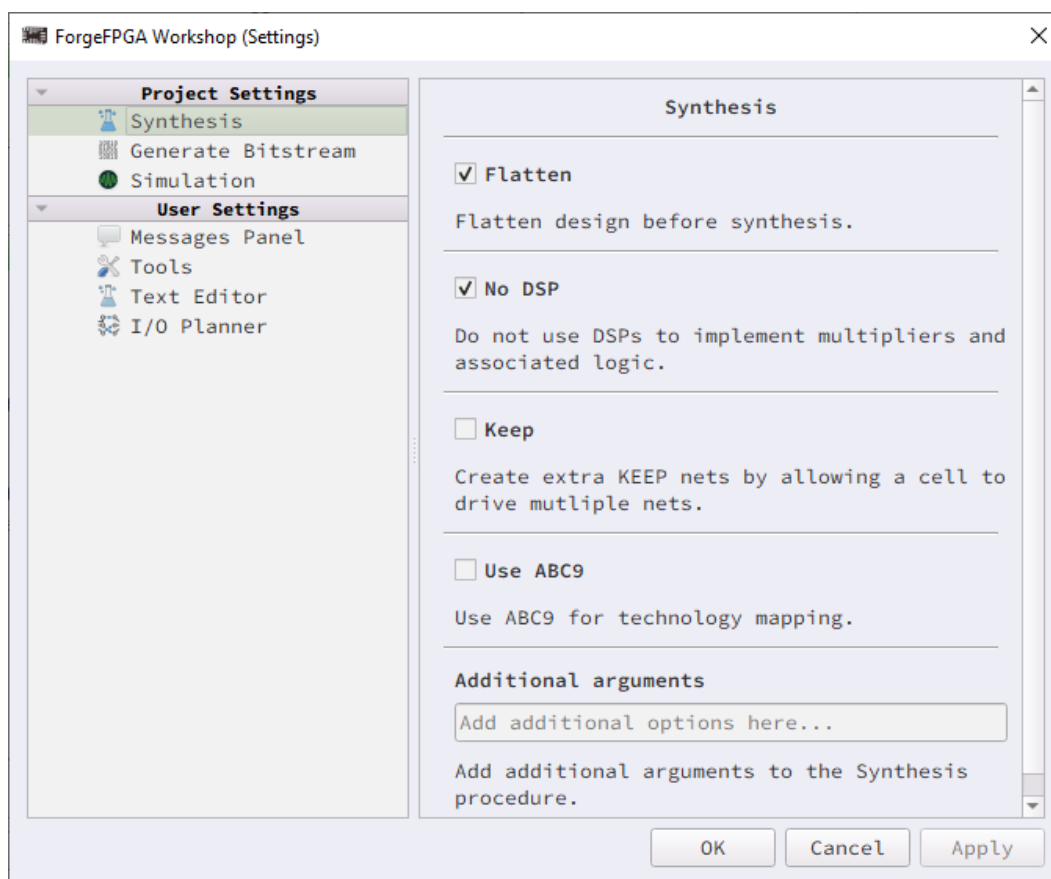 ForgeFPGA Workshop (Settings)
Project Settings
Synthesis
Generate Bitstream
Simulation
User Settings
Messages Panel
Tools
Text Editor
I/O Planner
Synthesis
Flatten
Flatten design before synthesis.
No DSP
Do not use DSPs to implement multipliers and
associated logic.
Keep
Create extra KEEP nets by allowing a cell to
drive mutliple nets.
Use ABC9
Use ABC9 for technology mapping.
Additional arguments
Add additional options here...
Add additional arguments to the Synthesis
procedure.
OK
Cancel
Apply